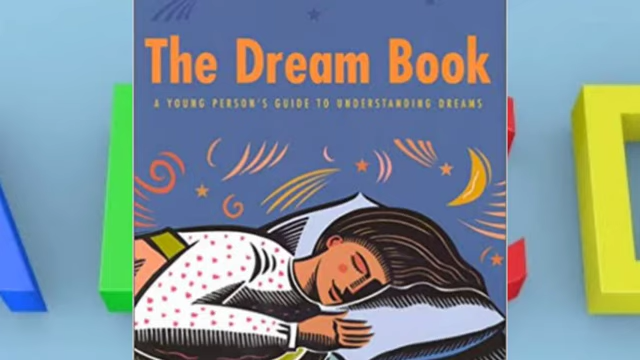 The Dream Book
A YOUNG PERSON'S GUIDE TO UNDERSTANDING DREAMS